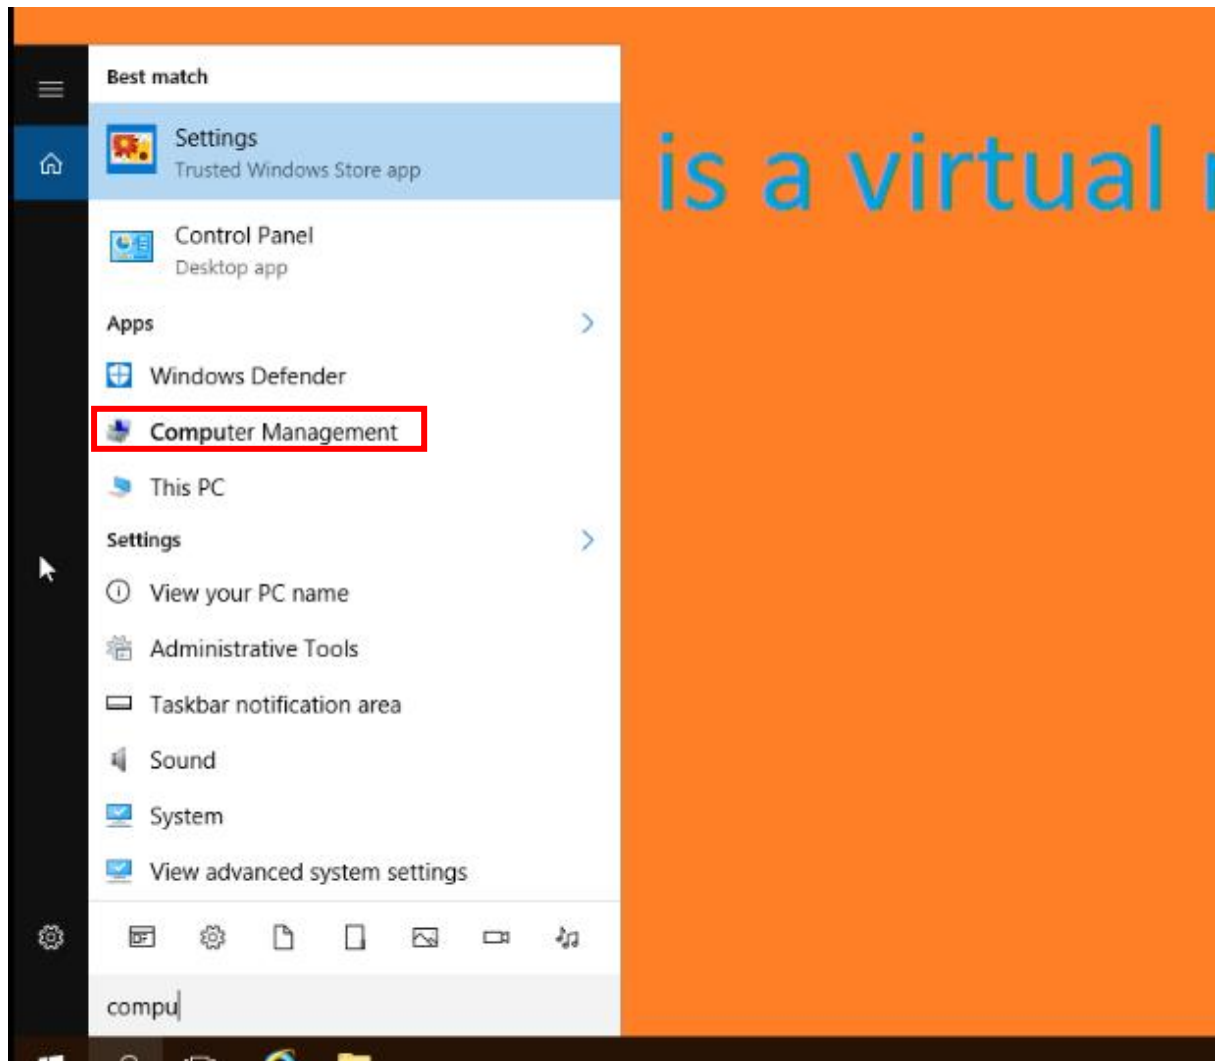 Best match
Settings
Trusted Windows Store app
is a virtual
Control Panel
Desktop app
Apps
Windows Defender
Computer Management
This PC
Settings
View your PC name
Administrative Tools
Taskbar notification area
Sound
System
View advanced system settings
compu